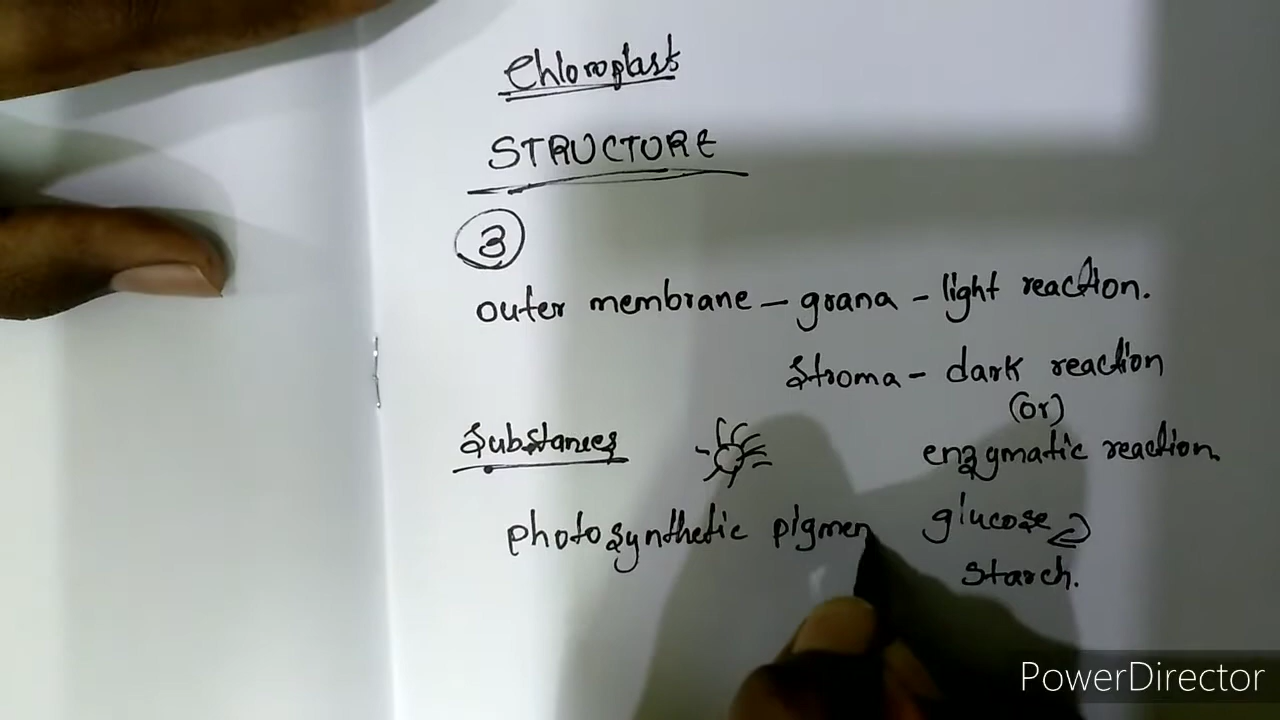 Chloroplast
STRUCTURE
3
outer membrane - grana - light reaction.
Stroma - dark reaction
(or)
enzymatic reaction.
Substances
glucose
photosynthetic pigmen
starch.
PowerDirector